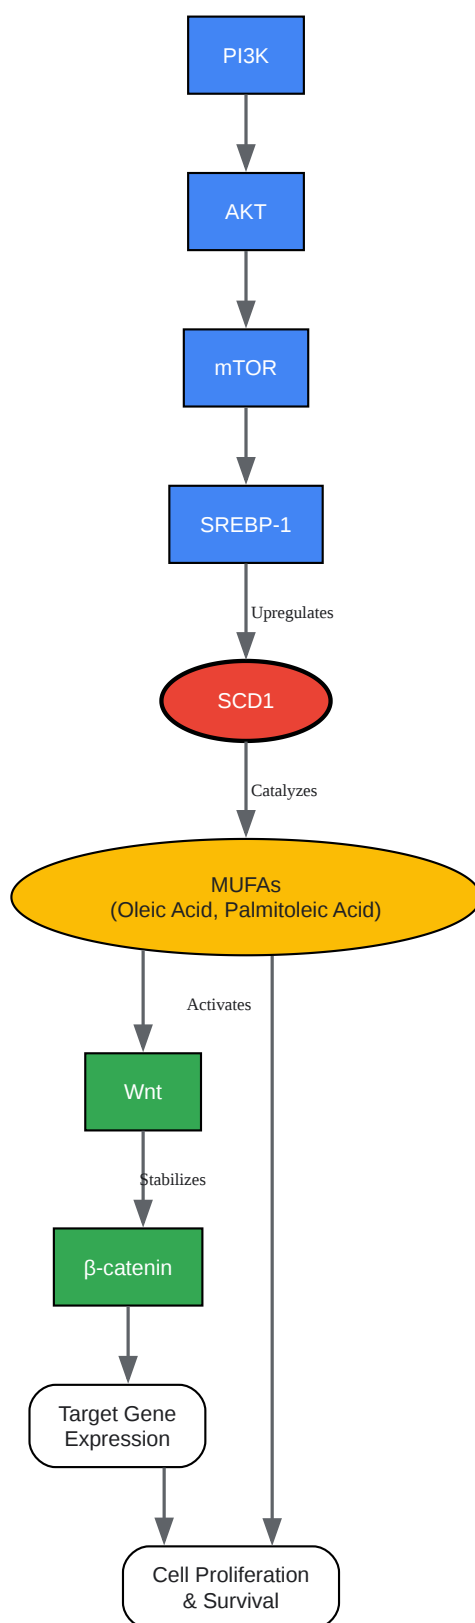 PI3K
AKT
mTOR
SREBP-1
Upregulates
SCD1
Catalyzes
MUFAs
(Oleic Acid, Palmitoleic Acid)
Activates
Wnt
Stabilizes
β-catenin
Target Gene
Expression
Cell Proliferation
& Survival